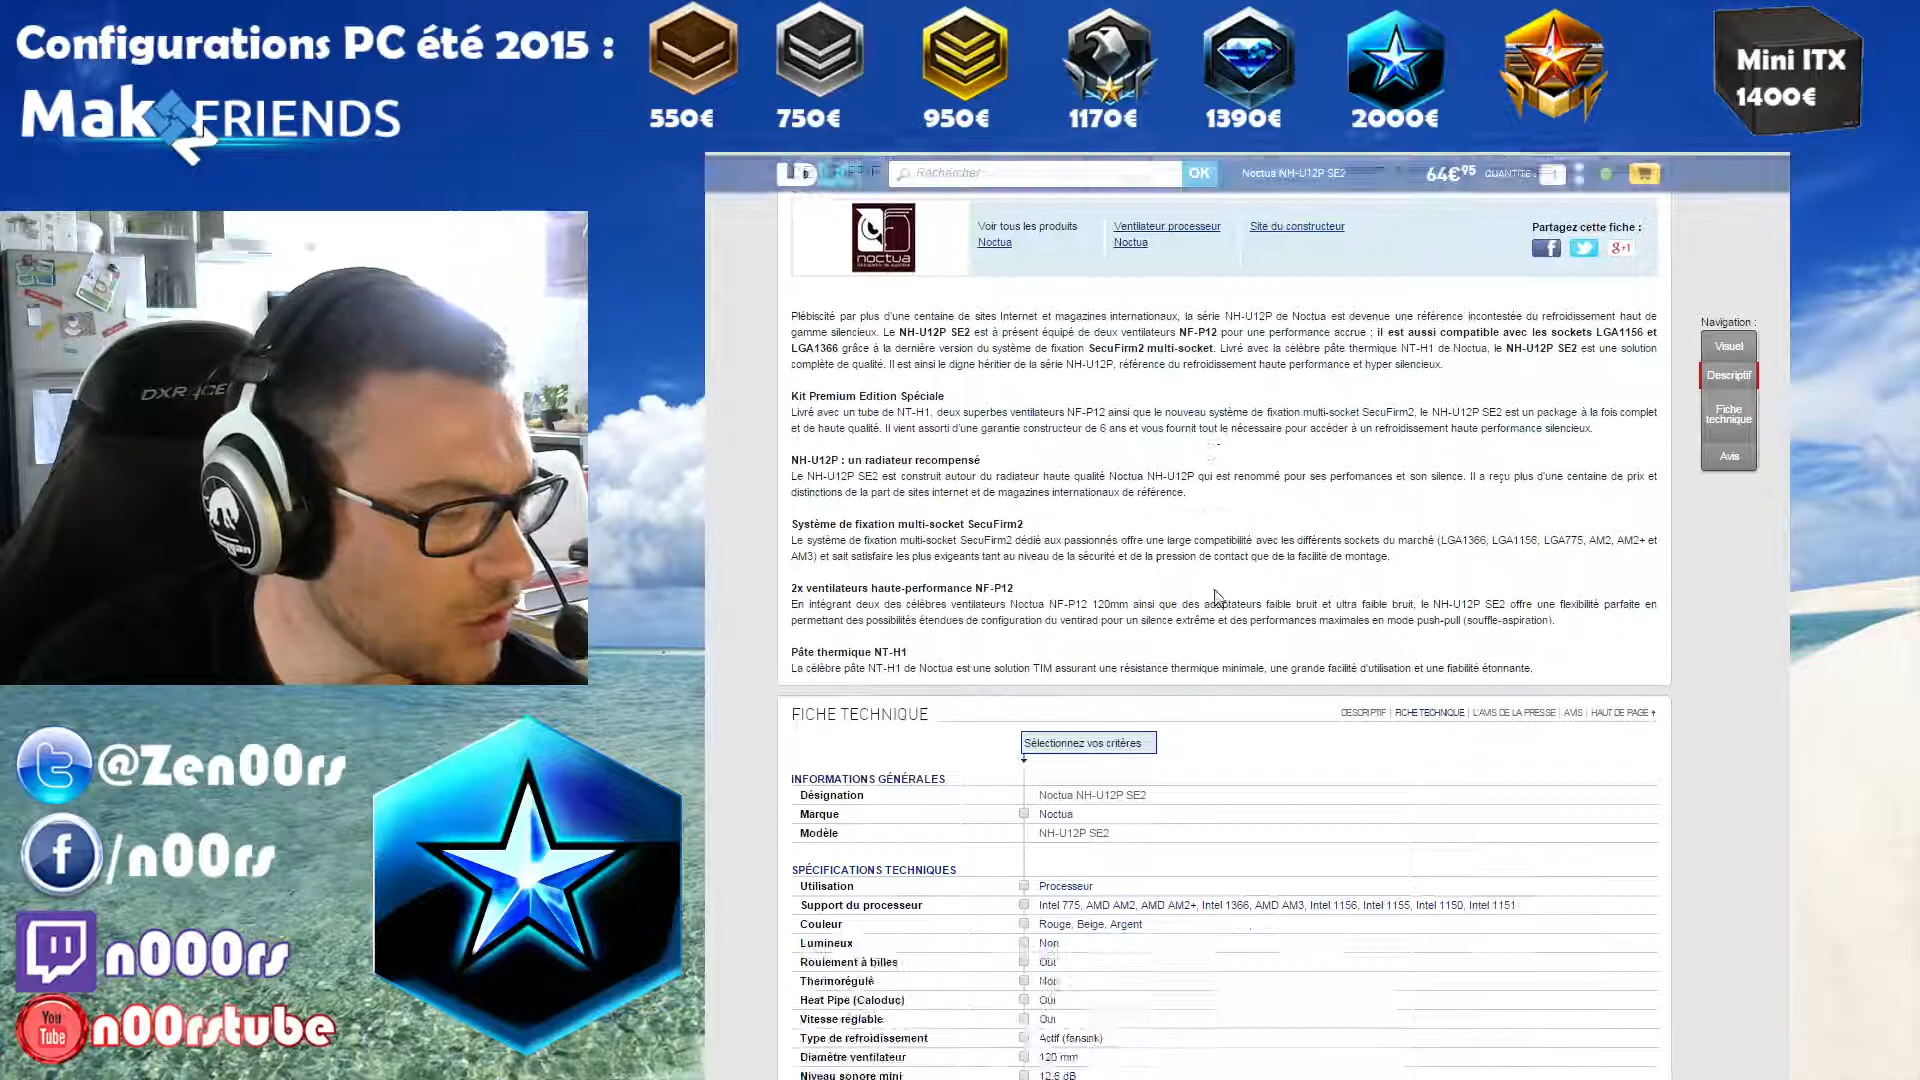 Configurations PC été 2015 :
Mak FRIENDS
550€
750€
950€
1170€
1390€
2000€
Mini ITX
1400€
LD
Rechercher
OK
Noctua NH-U12P SE2
64€95
QUANTITÉ :
1
noctua
Voir tous les produits
Noctua
Ventilateur processeur
Noctua
Site du constructeur
Partagez cette fiche :
g+1
Plébiscité par plus d'une centaine de sites Internet et magazines internationaux, la série NH-U12P de Noctua est devenue une référence incontestée du refroidissement haut de
gamme silencieux. Le NH-U12P SE2 est à présent équipé de deux ventilateurs NF-P12 pour une performance accrue ; il est aussi compatible avec les sockets LGA1156 et
LGA1366 grâce à la dernière version du système de fixation SecuFirm2 multi-socket. Livré avec la célèbre pâte thermique NT-H1 de Noctua, le NH-U12P SE2 est une solution
complète de qualité. Il est ainsi le digne héritier de la série NH-U12P, référence du refroidissement haute performance et hyper silencieux.
Kit Premium Edition Spéciale
Livré avec un tube de NT-H1, deux superbes ventilateurs NF-P12 ainsi que le nouveau système de fixation multi-socket SecuFirm2, le NH-U12P SE2 est un package à la fois complet
et de haute qualité. Il vient assorti d'une garantie constructeur de 6 ans et vous fournit tout le nécessaire pour accéder à un refroidissement haute performance silencieux.
NH-U12P : un radiateur recompensé
Le NH-U12P SE2 est construit autour du radiateur haute qualité Noctua NH-U12P qui est renommé pour ses perfomances et son silence. Il a reçu plus d'une centaine de prix et
distinctions de la part de sites internet et de magazines internationaux de référence.
Système de fixation multi-socket SecuFirm2
Le système de fixation multi-socket SecuFirm2 dédié aux passionnés offre une large compatibilité avec les différents sockets du marché (LGA1366, LGA1156, LGA775, AM2, AM2+ et
AM3) et sait satisfaire les plus exigeants tant au niveau de la sécurité et de la pression de contact que de la facilité de montage.
2x ventilateurs haute-performance NF-P12
En intégrant deux des célèbres ventilateurs Noctua NF-P12 120mm ainsi que des adaptateurs faible bruit et ultra faible bruit, le NH-U12P SE2 offre une flexibilité parfaite en
permettant des possibilités étendues de configuration du ventirad pour un silence extrême et des performances maximales en mode push-pull (souffle-aspiration).
Pâte thermique NT-H1
La célèbre pâte NT-H1 de Noctua est une solution TIM assurant une résistance thermique minimale, une grande facilité d'utilisation et une fiabilité étonnante.
Navigation :
Visuel
Descriptif
Fiche
technique
Avis
FICHE TECHNIQUE
DESCRIPTIF | FICHE TECHNIQUE | L'AVIS DE LA PRESSE | AVIS | HAUT DE PAGE
Sélectionnez vos critères
INFORMATIONS GÉNÉRALES
Désignation Noctua NH-U12P SE2
Marque Noctua
Modèle NH-U12P SE2
SPÉCIFICATIONS TECHNIQUES
Utilisation Processeur
Support du processeur Intel 775, AMD AM2, AMD AM2+, Intel 1366, AMD AM3, Intel 1156, Intel 1155, Intel 1150, Intel 1151
Couleur Rouge, Beige, Argent
Lumineux Non
Roulement à billes Oui
Thermorégulé Non
Heat Pipe (Caloduc) Oui
Vitesse réglable Oui
Type de refroidissement Actif (fansink)
Diamètre ventilateur 120 mm
Niveau sonore mini 12.6 dB
DXRACER
@Zen00rs
/n00rs
n000rs
You
Tube
n00rstube